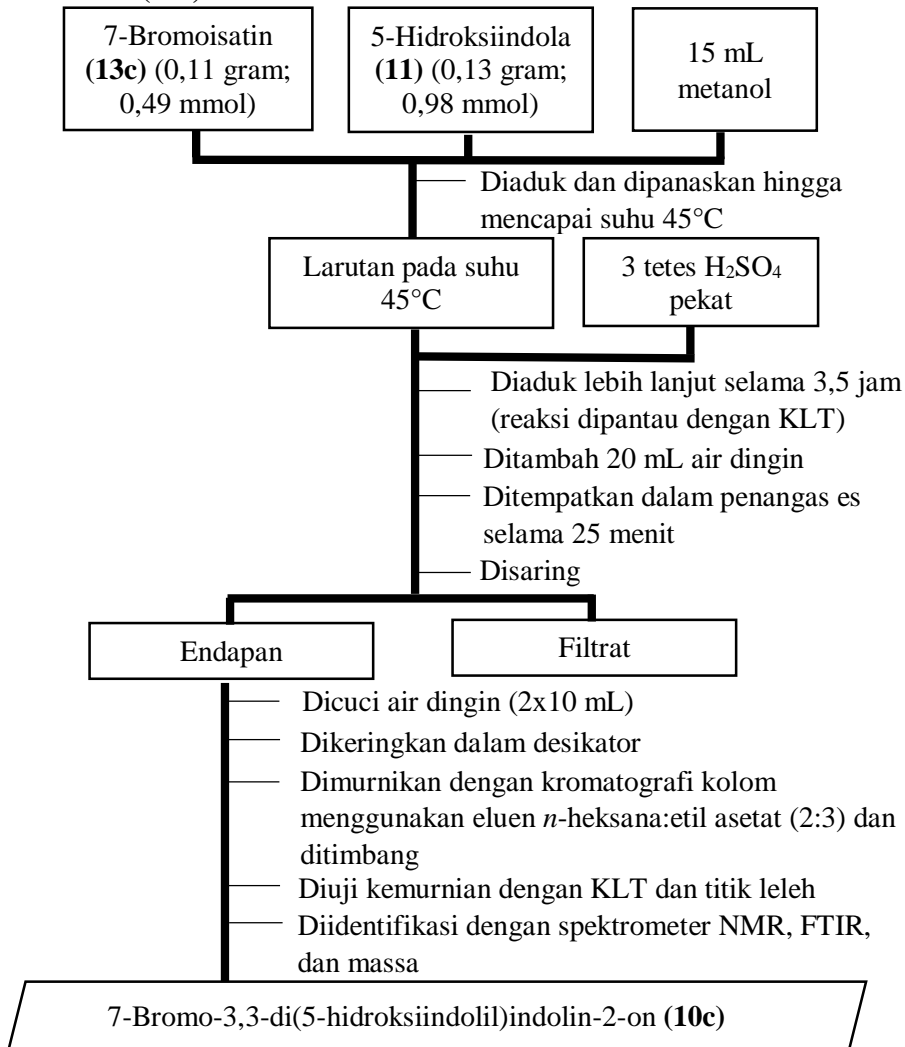 7-Bromoisatin
(13c) (0,11 gram;
0,49 mmol)
5-Hidroksiindola
(11) (0,13 gram;
0,98 mmol)
15 mL
metanol
Diaduk dan dipanaskan hingga
mencapai suhu 45°C
Larutan pada suhu
45°C
3 tetes H₂SO₄
pekat
Diaduk lebih lanjut selama 3,5 jam
(reaksi dipantau dengan KLT)
Ditambah 20 mL air dingin
Ditempatkan dalam penangas es
selama 25 menit
Disaring
Endapan
Filtrat
Dicuci air dingin (2x10 mL)
Dikeringkan dalam desikator
Dimurnikan dengan kromatografi kolom
menggunakan eluen n-heksana:etil asetat (2:3) dan
ditimbang
Diuji kemurnian dengan KLT dan titik leleh
Diidentifikasi dengan spektrometer NMR, FTIR,
dan massa
7-Bromo-3,3-di(5-hidroksiindolil)indolin-2-on (10c)